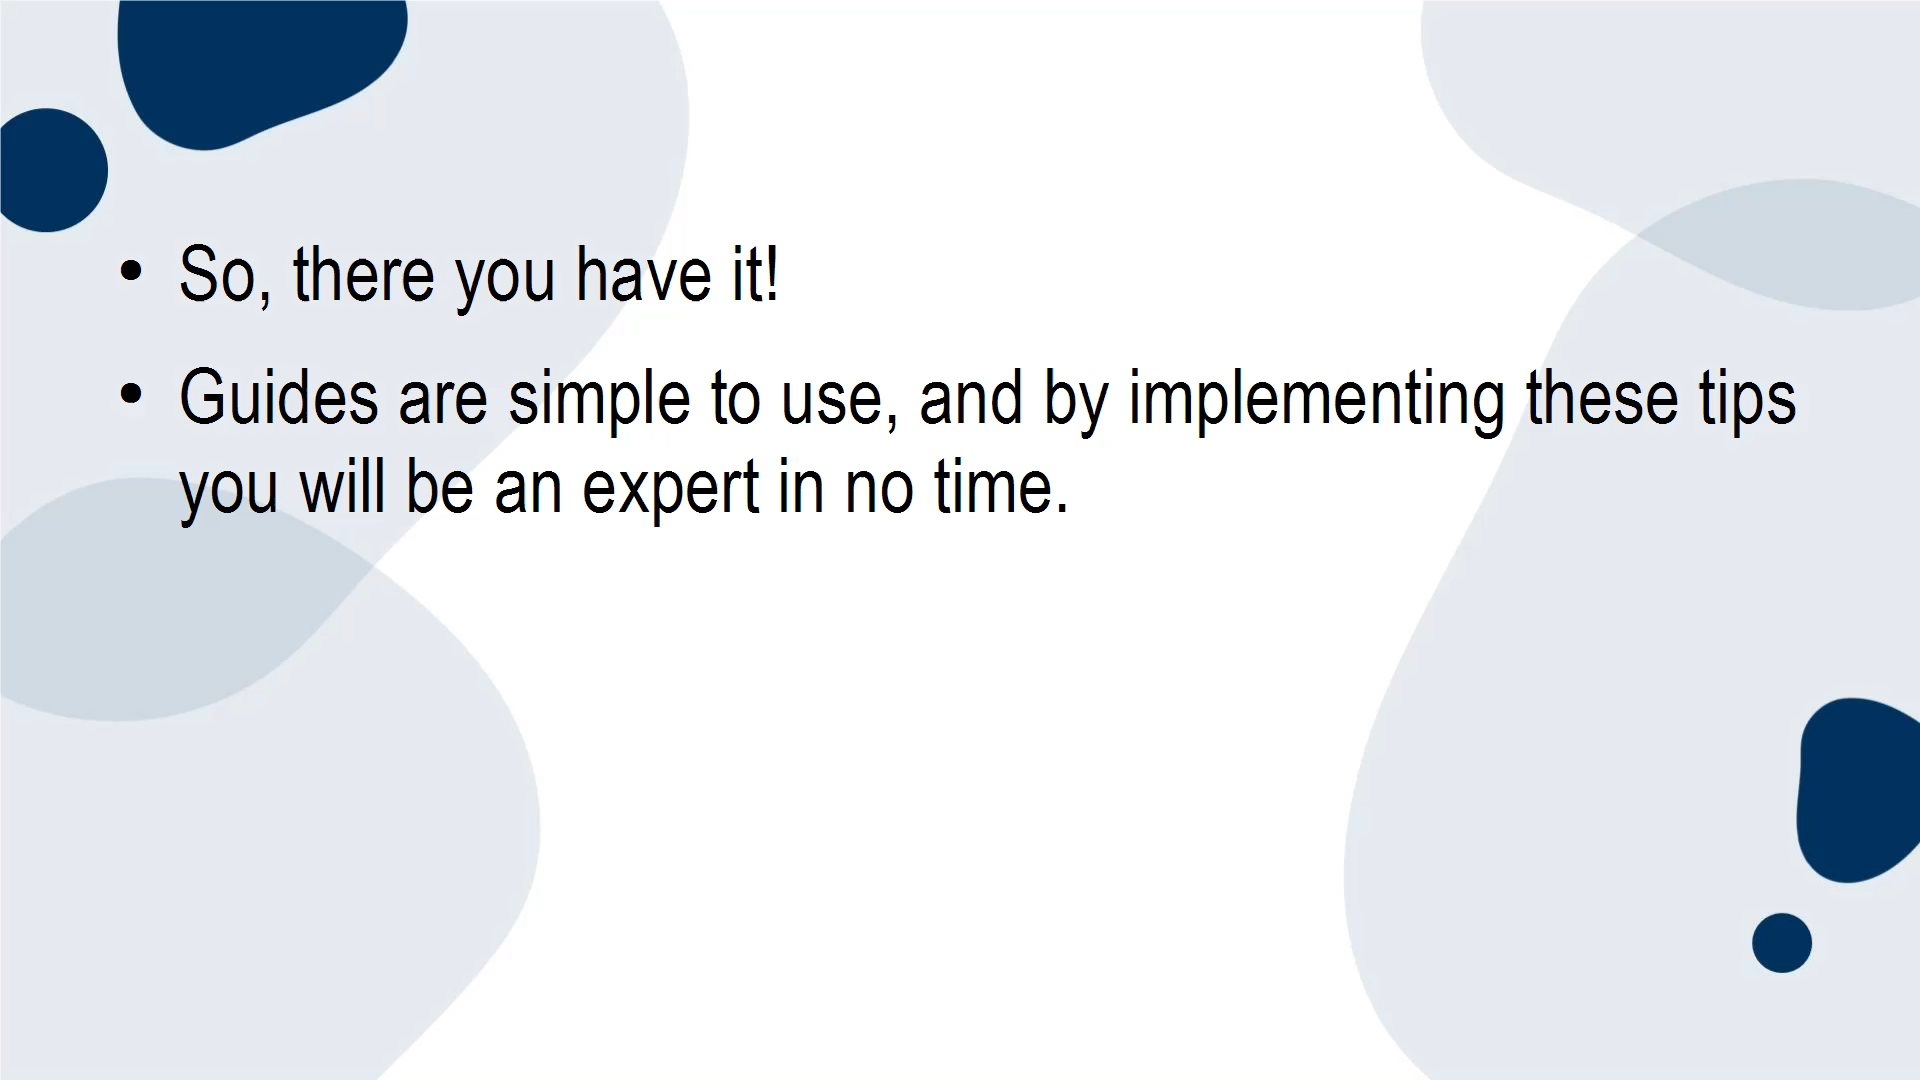 • So, there you have it!
• Guides are simple to use, and by implementing these tips
you will be an expert in no time.